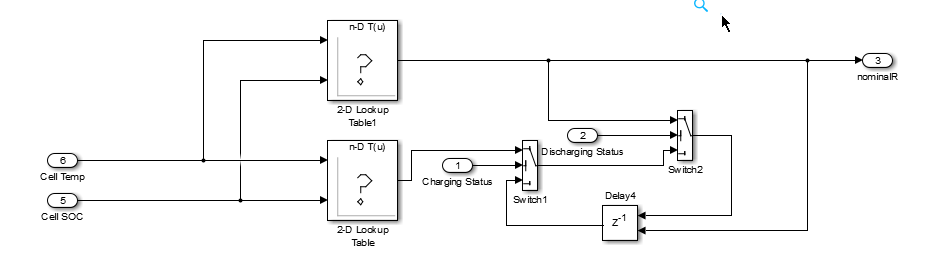 n-D T(u)
2-D Lookup
Table1
3
nominalR
n-D T(u)
2-D Lookup
Table
6
Cell Temp
5
Cell SOC
1
Charging Status
Switch1
2
Discharging Status
Switch2
Delay4
z-1